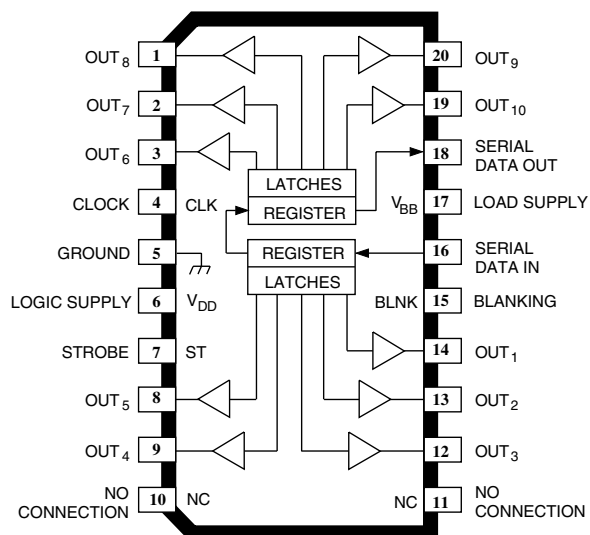 OUT8 1 20 OUT9
OUT7 2 19 OUT10
OUT6 3 18 SERIAL DATA OUT
LATCHES
REGISTER
CLOCK 4 CLK VBB 17 LOAD SUPPLY
GROUND 5 REGISTER 16 SERIAL DATA IN
LATCHES
LOGIC SUPPLY 6 VDD BLNK 15 BLANKING
STROBE 7 ST 14 OUT1
OUT5 8 13 OUT2
OUT4 9 12 OUT3
NO CONNECTION 10 NC NC 11 NO CONNECTION